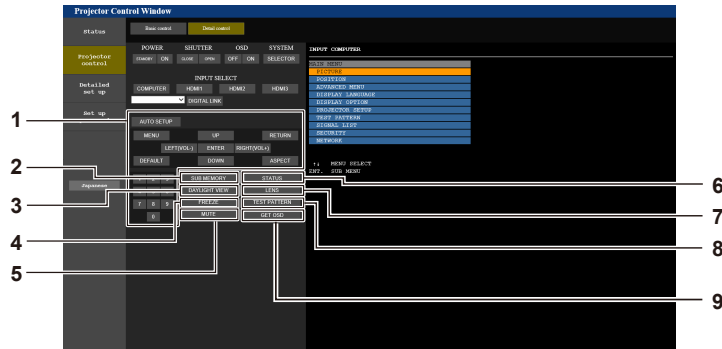 Projector Control Window
Status
Basic control
Detail control
POWER SHUTTER OSD SYSTEM
STANDBY ON CLOSE OPEN OFF ON SELECTOR
Projector control
INPUT SELECT
COMPUTER HDMI1 HDMI2 HDMI3
DIGITAL LINK
Detailed set up
Set up
Japanese
AUTO SETUP
MENU UP RETURN
LEFT(VOL-) ENTER RIGHT(VOL+)
DEFAULT DOWN ASPECT
SUB MEMORY STATUS
DAYLIGHT VIEW LENS
7 8 9 FREEZE TEST PATTERN
0 MUTE GET OSD
INPUT COMPUTER
MAIN MENU
PICTURE
POSITION
ADVANCED MENU
DISPLAY LANGUAGE
DISPLAY OPTION
PROJECTOR SETUP
TEST PATTERN
SIGNAL LIST
SECURITY
NETWORK
↑↓ MENU SELECT
ENT. SUB MENU
1
2
3
4
5
6
7
8
9